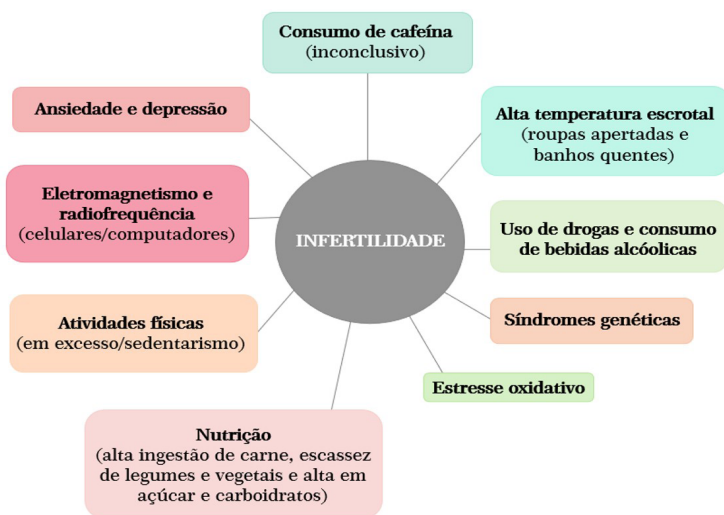 Consumo de cafeína
(inconclusivo)
Ansiedade e depressão
Alta temperatura escrotal
(roupas apertadas e
banhos quentes)
Eletromagnetismo e
radiofrequência
(celulares/computadores)
INFERTILIDADE
Uso de drogas e consumo
de bebidas alcóolicas
Atividades físicas
(em excesso/sedentarismo)
Síndromes genéticas
Estresse oxidativo
Nutrição
(alta ingestão de carne, escassez
de legumes e vegetais e alta em
açúcar e carboidratos)